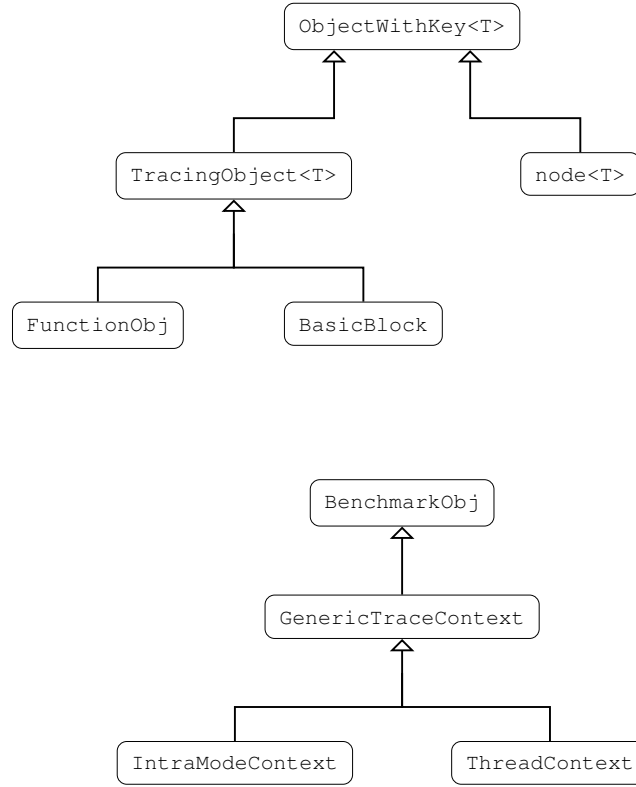 ObjectWithKey<T>
TracingObject<T>
node<T>
FunctionObj
BasicBlock
BenchmarkObj
GenericTraceContext
IntraModeContext
ThreadContext